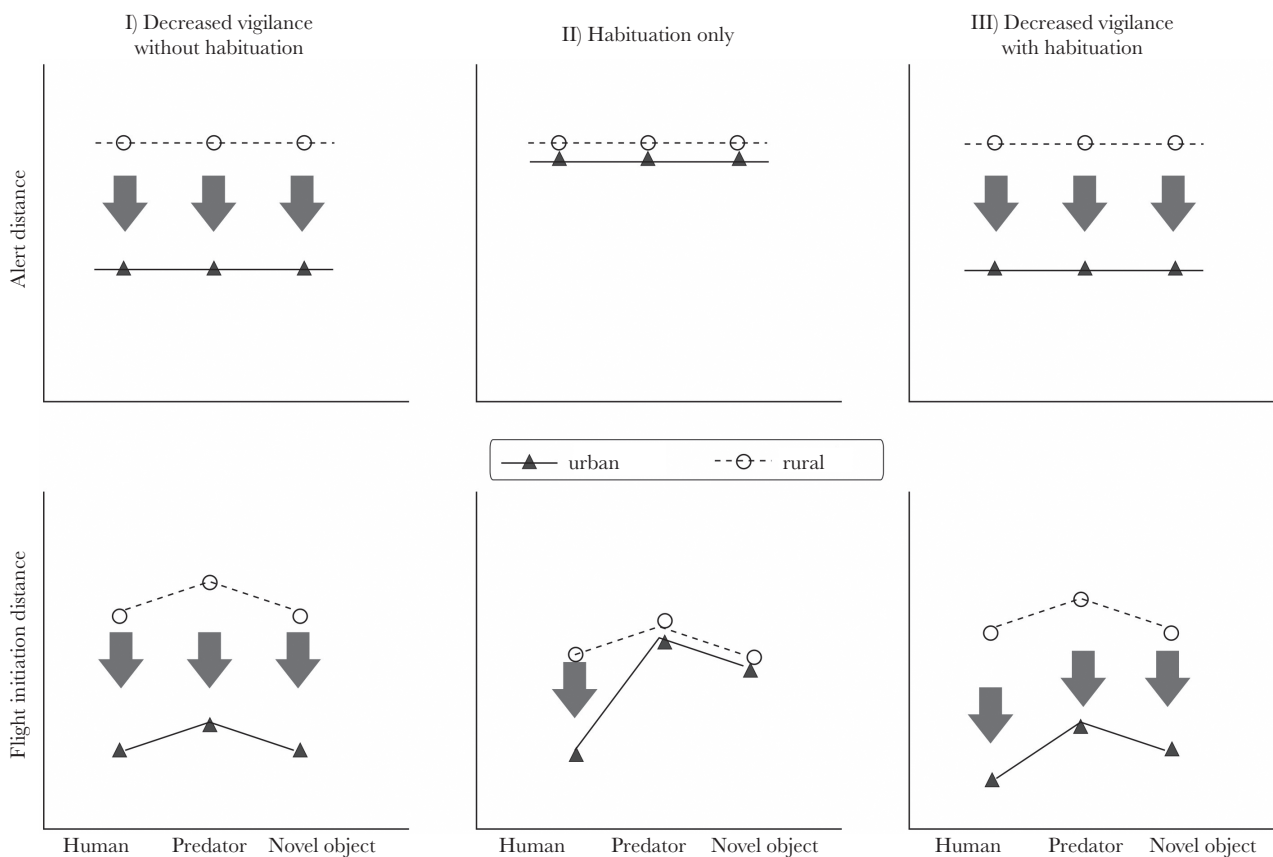 I) Decreased vigilance
without habituation
II) Habituation only
III) Decreased vigilance
with habituation
Alert distance
urban
rural
Flight initiation distance
Human
Predator
Novel object
Human
Predator
Novel object
Human
Predator
Novel object